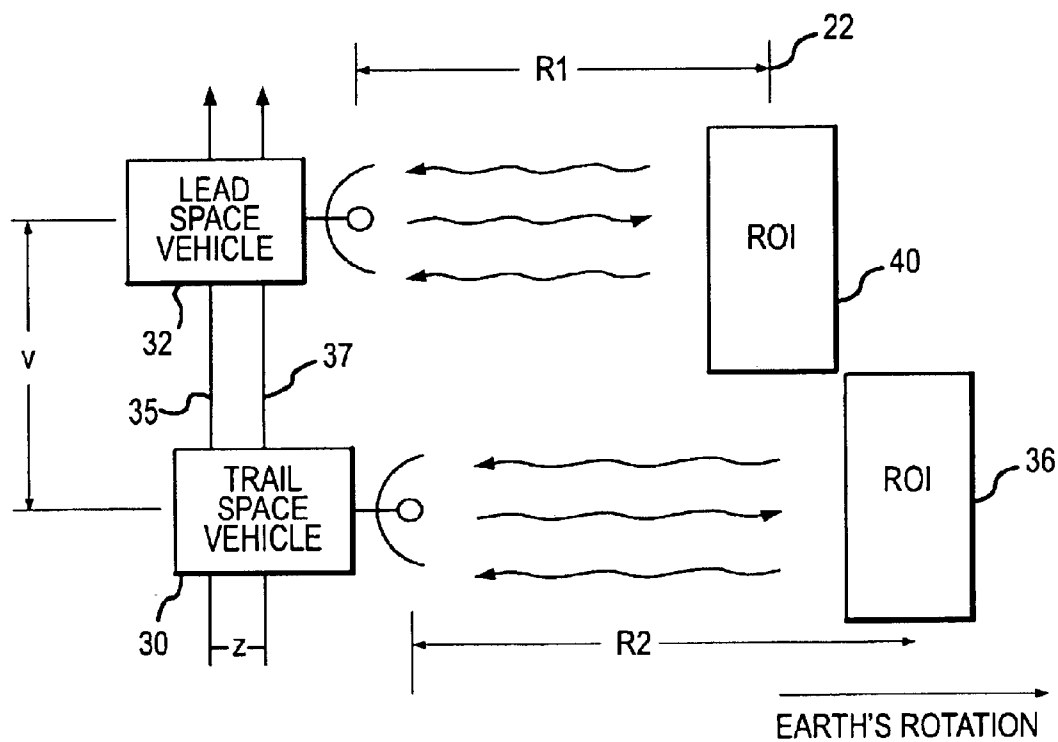 22
R1
LEAD
SPACE
VEHICLE
ROI
40
32
v
37
35
TRAIL
SPACE
VEHICLE
ROI
36
30
z
R2
EARTH'S ROTATION